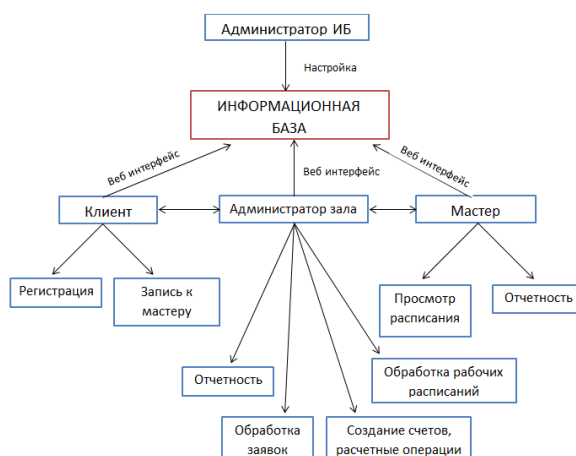 Администратор ИБ
Настройка
ИНФОРМАЦИОННАЯ
БАЗА
Веб интерфейс
Веб интерфейс
Веб интерфейс
Клиент
Администратор зала
Мастер
Регистрация
Запись к
мастеру
Просмотр
расписания
Отчетность
Отчетность
Обработка рабочих
расписаний
Обработка
заявок
Создание счетов,
расчетные операции